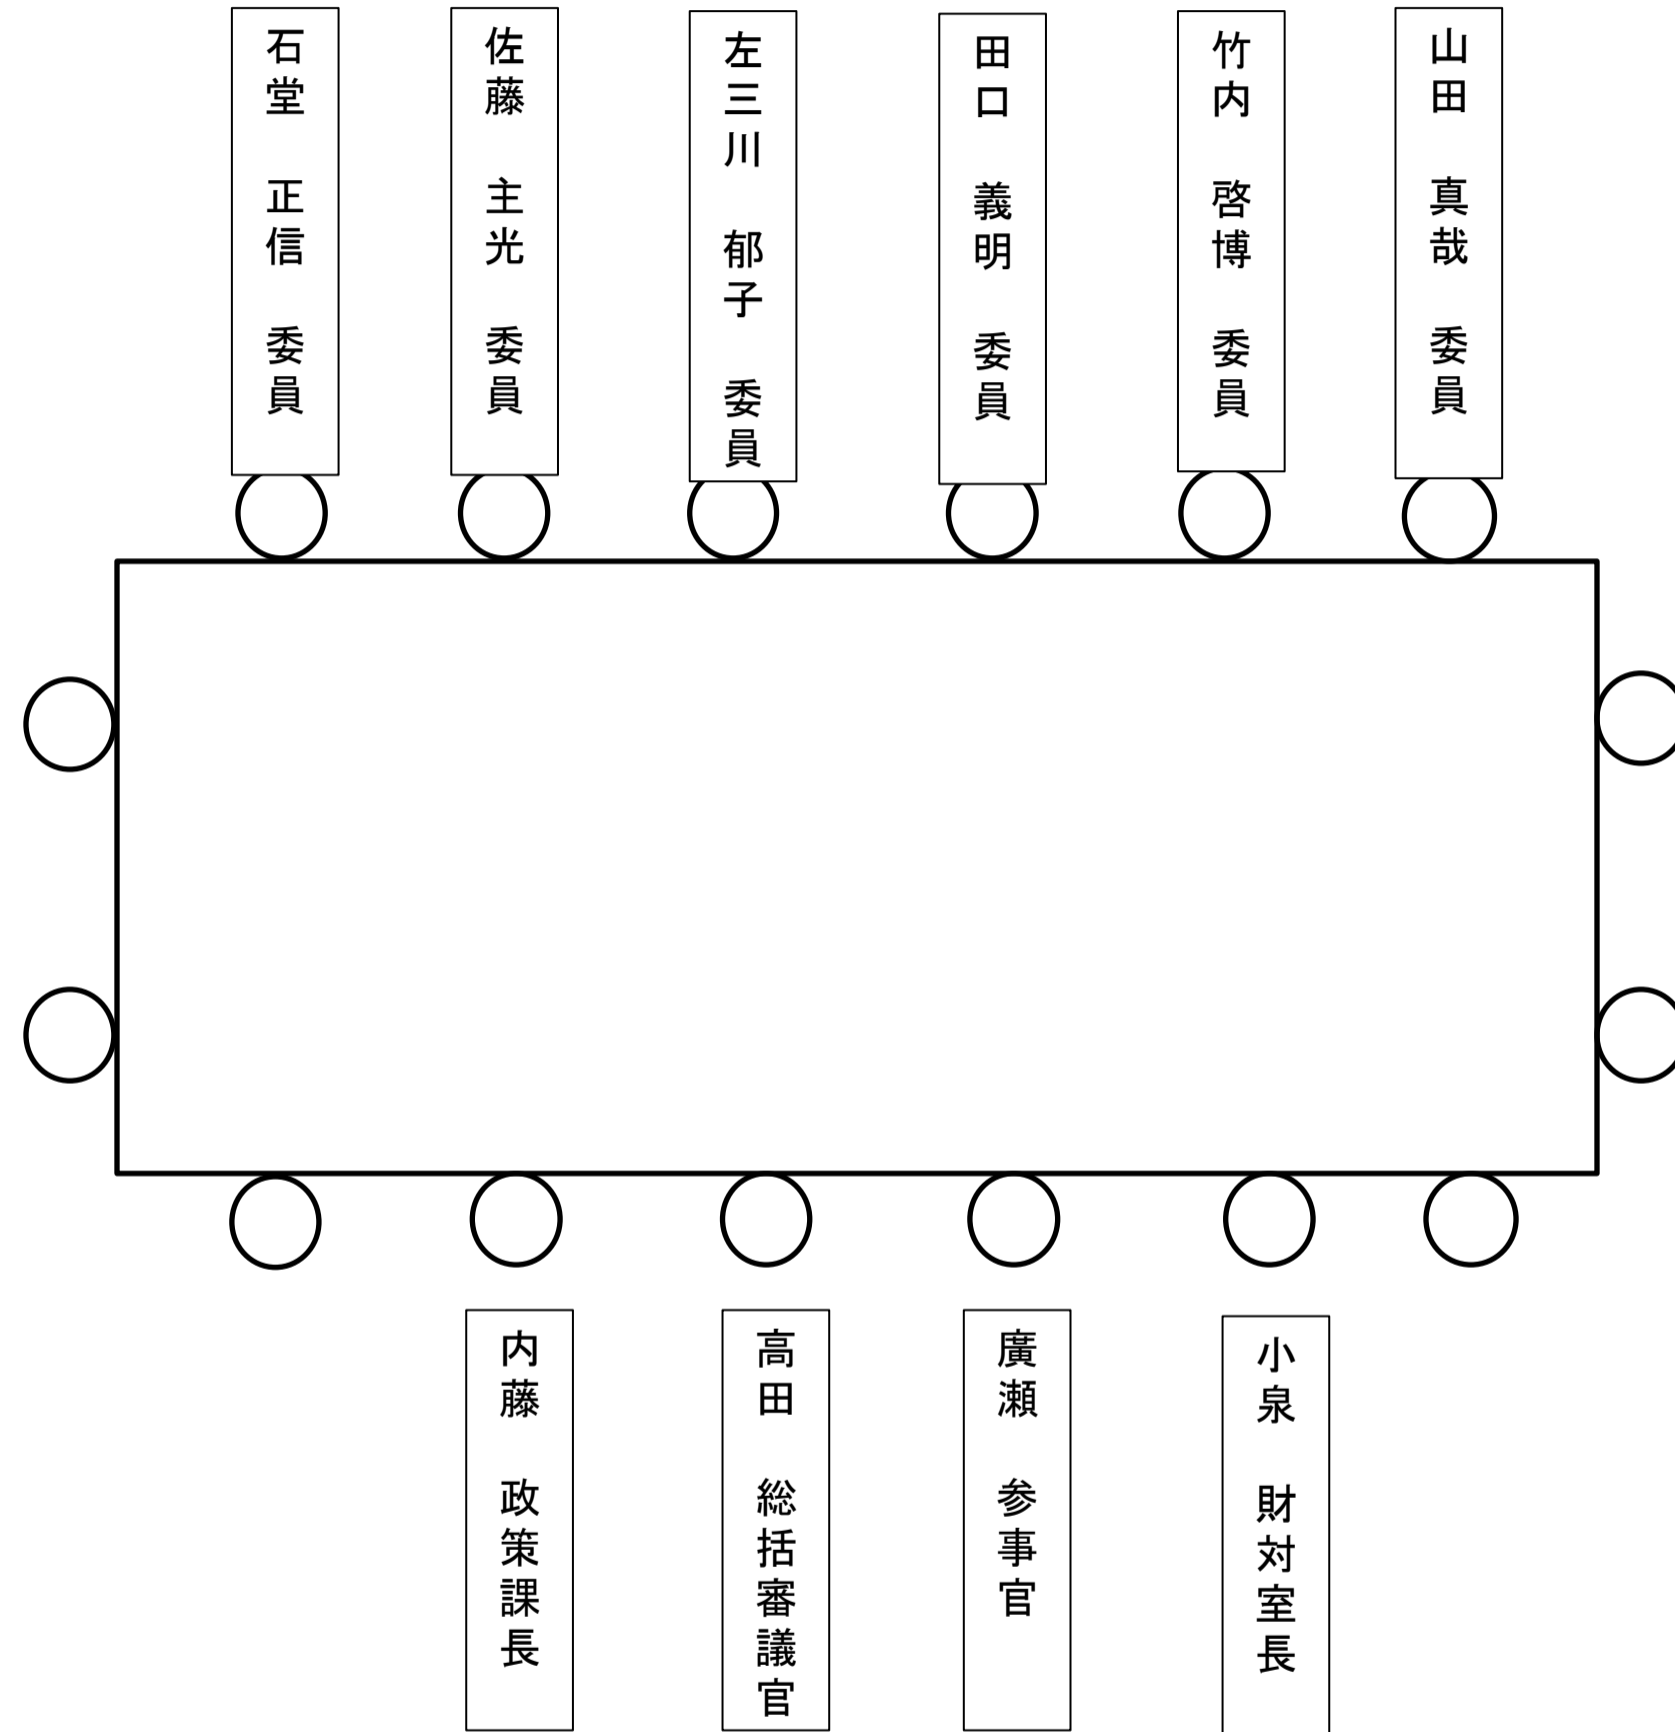 石堂　正信　委員
佐藤　主光　委員
左三川　郁子　委員
田口　義明　委員
竹内　啓博　委員
山田　真哉　委員
内藤　政策課長
高田　総括審議官
廣瀬　参事官
小泉　財対室長